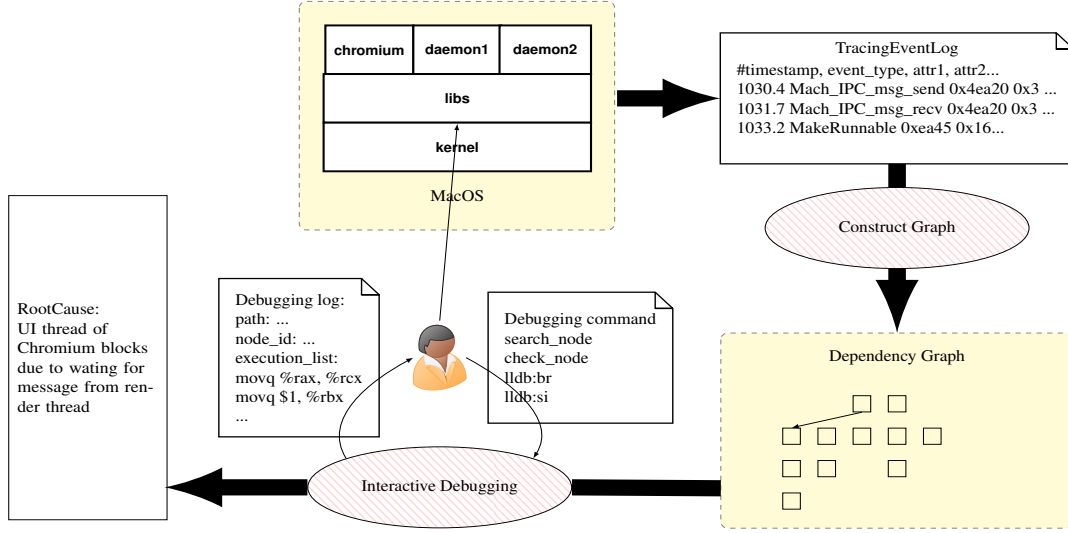 chromium
daemon1
daemon2
libs
kernel
MacOS
TracingEventLog
#timestamp, event_type, attr1, attr2...
1030.4 Mach_IPC_msg_send 0x4ea20 0x3 ...
1031.7 Mach_IPC_msg_recv 0x4ea20 0x3 ...
1033.2 MakeRunnable 0xea45 0x16...
Construct Graph
RootCause:
UI thread of
Chromium blocks
due to wating for
message from ren-
der thread
Debugging log:
path: ...
node_id: ...
execution_list:
movq %rax, %rcx
movq $1, %rbx
...
Debugging command
search_node
check_node
lldb:br
lldb:si
Dependency Graph
Interactive Debugging